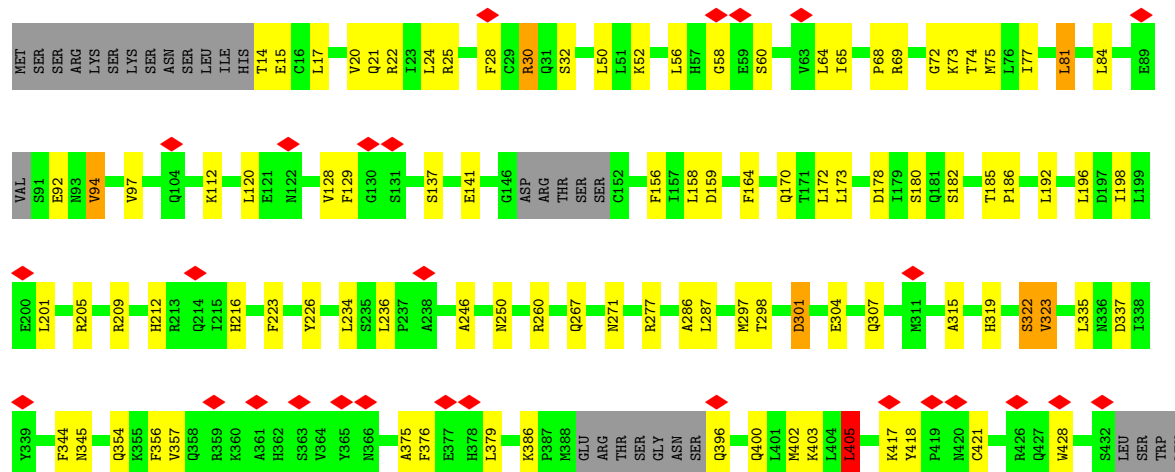 MET SER SER ARG LYS SER LYS SER ASN SER LEU ILE HIS T14 E15 C16 L17 V20 Q21 R22 I23 L24 R25 F28 C29 R30 Q31 S32 L50 L51 K52 L56 H57 G58 E59 S60 V63 L64 I65 P68 R69 G72 K73 T74 M75 L76 I77 L81 L84 E89
VAL S91 E92 N93 V94 V97 Q104 K112 L120 E121 N122 V128 F129 G130 S131 S137 E141 G146 ASP ARG THR SER SER C152 F156 I157 L158 D159 F164 Q170 T171 L172 L173 D178 I179 S180 Q181 S182 T185 P186 L192 L196 D197 I198 L199
E200 L201 R205 R209 H212 R213 Q214 I215 H216 F223 Y226 L234 S235 L236 P237 A238 A246 N250 R260 Q267 N271 R277 A286 L287 M297 T298 D301 E304 Q307 M311 A315 H319 S322 V323 L335 N336 D337 I338
Y339 F344 N345 Q354 K355 F356 V357 Q358 R359 K360 A361 H362 S363 V364 Y365 N366 A375 F376 E377 H378 L379 K386 P387 M388 GLU ARG THR SER GLY ASN SER Q396 Q400 L401 M402 K403 L404 L405 K417 Y418 P419 N420 C421 R426 Q427 W428 S432 LEU SER TRP